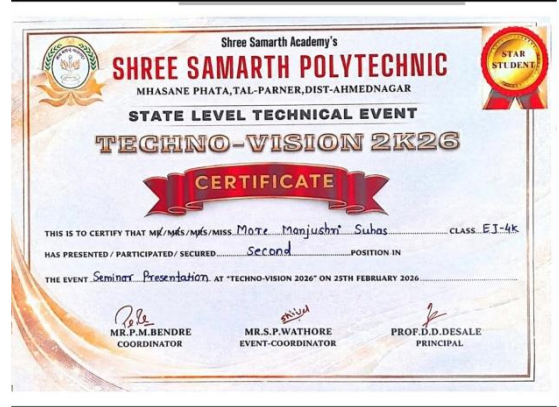 Shree Samarth Academy's
SHREE SAMARTH POLYTECHNIC
MHASANE PHATA,TAL-PARNER,DIST-AHMEDNAGAR
STAR
STUDENT
STATE LEVEL TECHNICAL EVENT
TECHNO-VISION 2K26
CERTIFICATE
THIS IS TO CERTIFY THAT MR/MRS/MRS/MISS More Manjushri Suhas CLASS EJ-4K
HAS PRESENTED/ PARTICIPATED/ SECURED Second POSITION IN
THE EVENT Seminar Presentation AT "TECHNO-VISION 2026" ON 25TH FEBRUARY 2026
MR.P.M.BENDRE MR.S.P.WATHORE PROF.D.D.DESALE
COORDINATOR EVENT-COORDINATOR PRINCIPAL